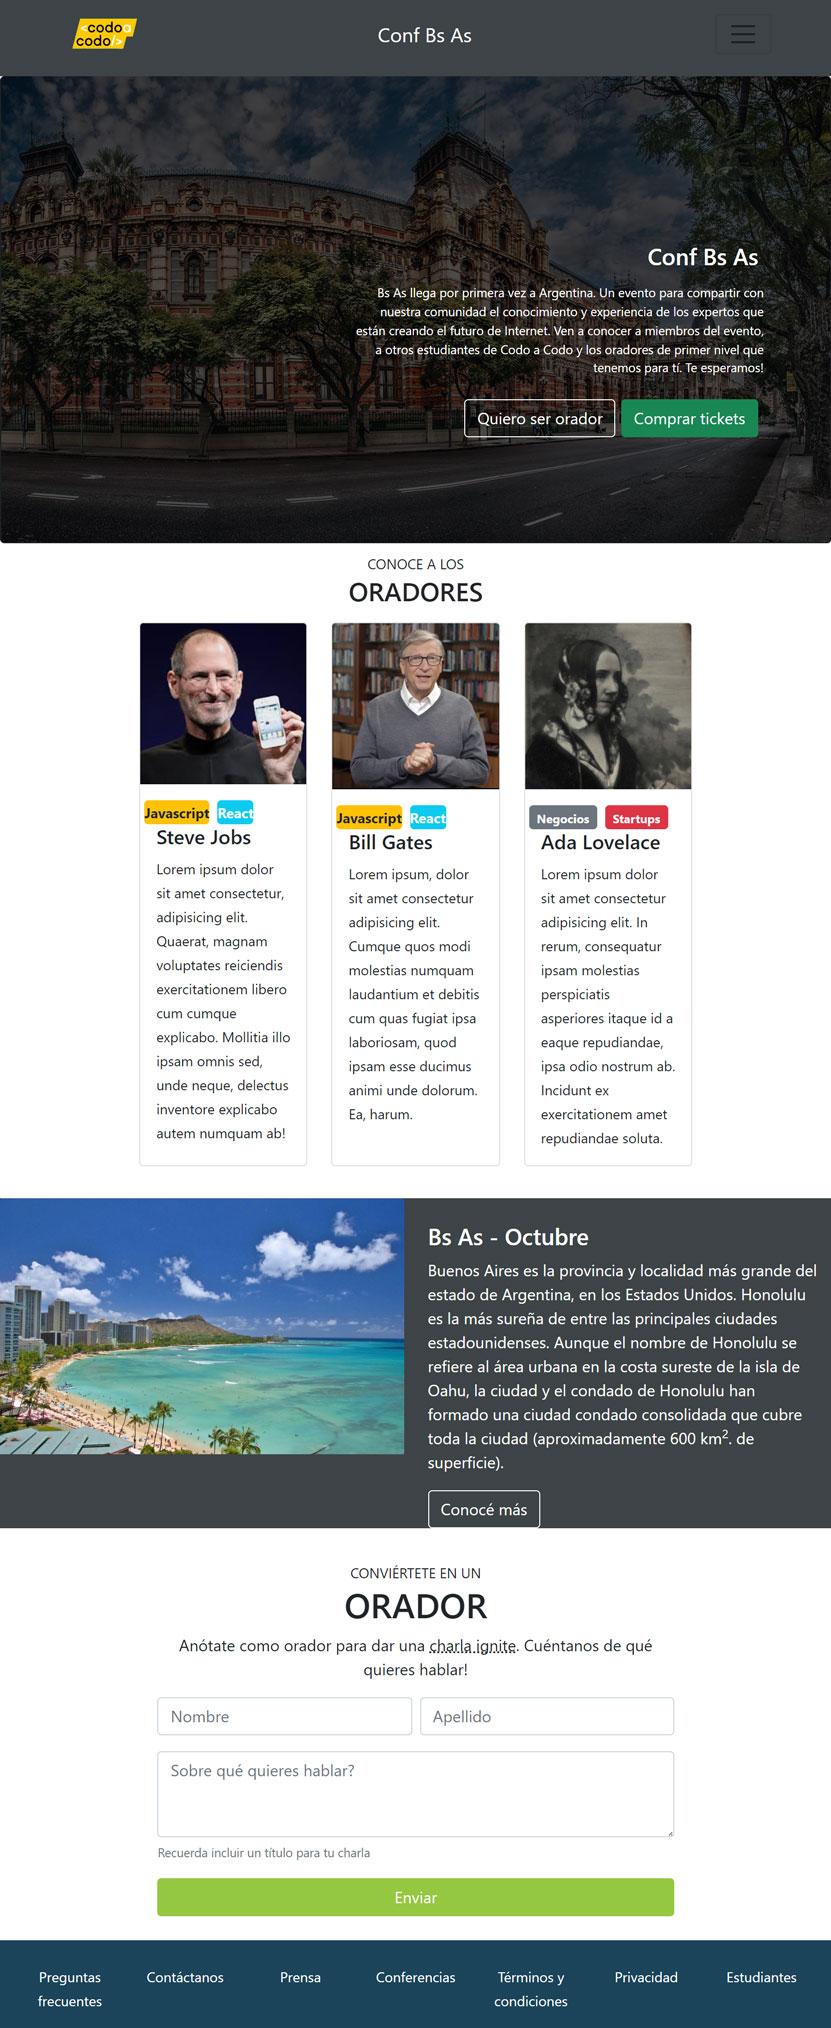 <codo a
codo/>
Conf Bs As
Conf Bs As
Bs As llega por primera vez a Argentina. Un evento para compartir con
nuestra comunidad el conocimiento y experiencia de los expertos que
están creando el futuro de Internet. Ven a conocer a miembros del evento,
a otros estudiantes de Codo a Codo y los oradores de primer nivel que
tenemos para tí. Te esperamos!
Quiero ser orador
Comprar tickets
CONOCE A LOS
ORADORES
Javascript React
Steve Jobs
Lorem ipsum dolor
sit amet consectetur,
adipisicing elit.
Quaerat, magnam
voluptates reiciendis
exercitationem libero
cum cumque
explicabo. Mollitia illo
ipsam omnis sed,
unde neque, delectus
inventore explicabo
autem numquam ab!
Javascript React
Bill Gates
Lorem ipsum, dolor
sit amet consectetur
adipisicing elit.
Cumque quos modi
molestias numquam
laudantium et debitis
cum quas fugiat ipsa
laboriosam, quod
ipsam esse ducimus
animi unde dolorum.
Ea, harum.
Negocios Startups
Ada Lovelace
Lorem ipsum dolor
sit amet consectetur
adipisicing elit. In
rerum, consequatur
ipsam molestias
perspiciatis
asperiores itaque id a
eaque repudiandae,
ipsa odio nostrum ab.
Incidunt ex
exercitationem amet
repudiandae soluta.
Bs As - Octubre
Buenos Aires es la provincia y localidad más grande del
estado de Argentina, en los Estados Unidos. Honolulu
es la más sureña de entre las principales ciudades
estadounidenses. Aunque el nombre de Honolulu se
refiere al área urbana en la costa sureste de la isla de
Oahu, la ciudad y el condado de Honolulu han
formado una ciudad condado consolidada que cubre
toda la ciudad (aproximadamente 600 km². de
superficie).
Conocé más
CONVIÉRTETE EN UN
ORADOR
Anótate como orador para dar una charla ignite. Cuéntanos de qué
quieres hablar!
Nombre
Apellido
Sobre qué quieres hablar?
Recuerda incluir un título para tu charla
Enviar
Preguntas
frecuentes
Contáctanos
Prensa
Conferencias
Términos y
condiciones
Privacidad
Estudiantes